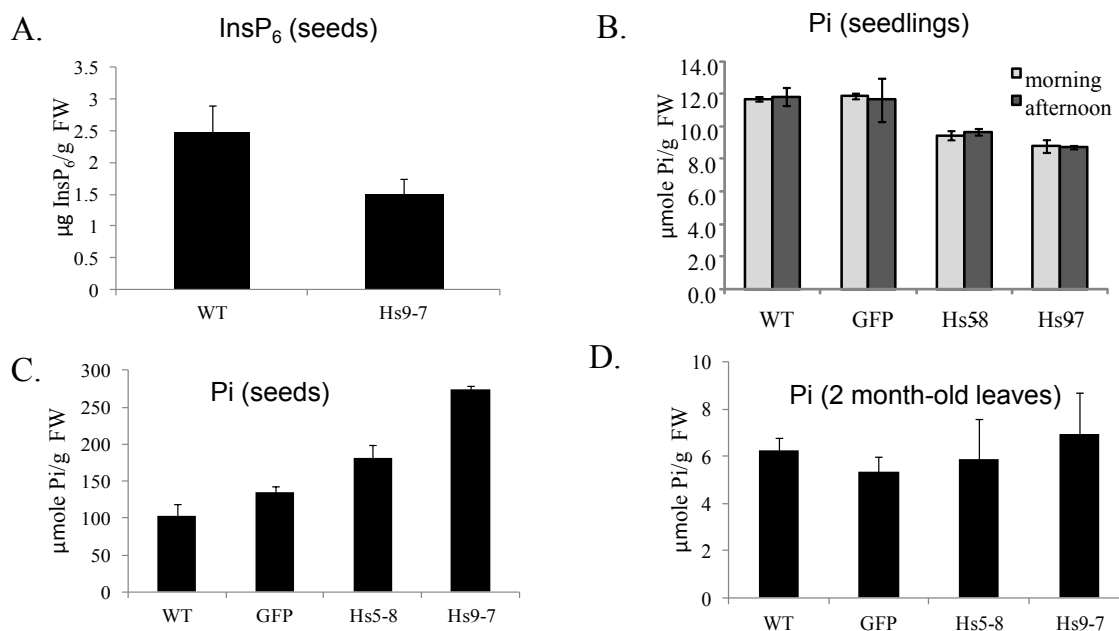 A.
InsP₆ (seeds)
3.5
3
2.5
2
1.5
1
0.5
0
µg InsP₆/g FW
WT Hs9-7
B.
Pi (seedlings)
14.0
12.0
10.0
8.0
6.0
4.0
2.0
0.0
µmole Pi/g FW
morning
afternoon
WT GFP Hs5-8 Hs9-7
C.
Pi (seeds)
300
250
200
150
100
50
0
µmole Pi/g FW
WT GFP Hs5-8 Hs9-7
D.
Pi (2 month-old leaves)
8
6
4
2
0
µmole Pi/g FW
WT GFP Hs5-8 Hs9-7